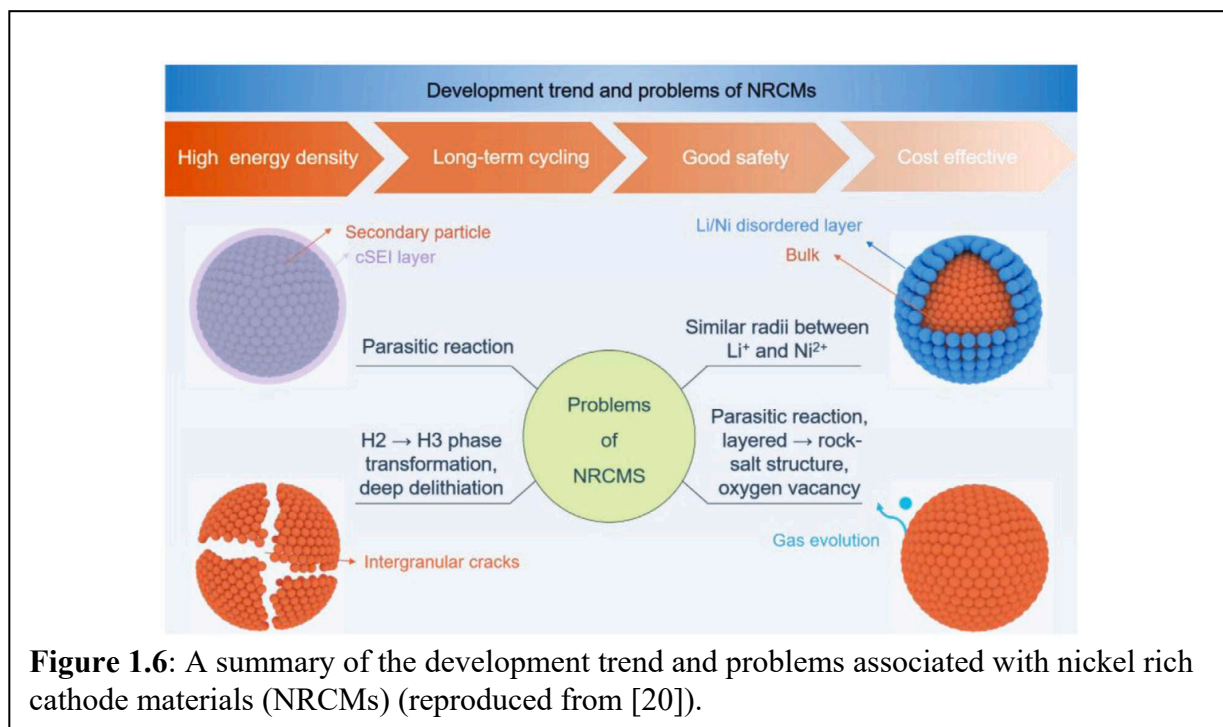 Development trend and problems of NRCMs
High energy density
Long-term cycling
Good safety
Cost effective
Secondary particle
cSEI layer
Li/Ni disordered layer
Bulk
Parasitic reaction
Similar radii between
Li⁺ and Ni²⁺
Problems
of
NRCMS
H2 → H3 phase
transformation,
deep delithiation
Parasitic reaction,
layered → rock-
salt structure,
oxygen vacancy
Intergranular cracks
Gas evolution
Figure 1.6: A summary of the development trend and problems associated with nickel rich
cathode materials (NRCMs) (reproduced from [20]).